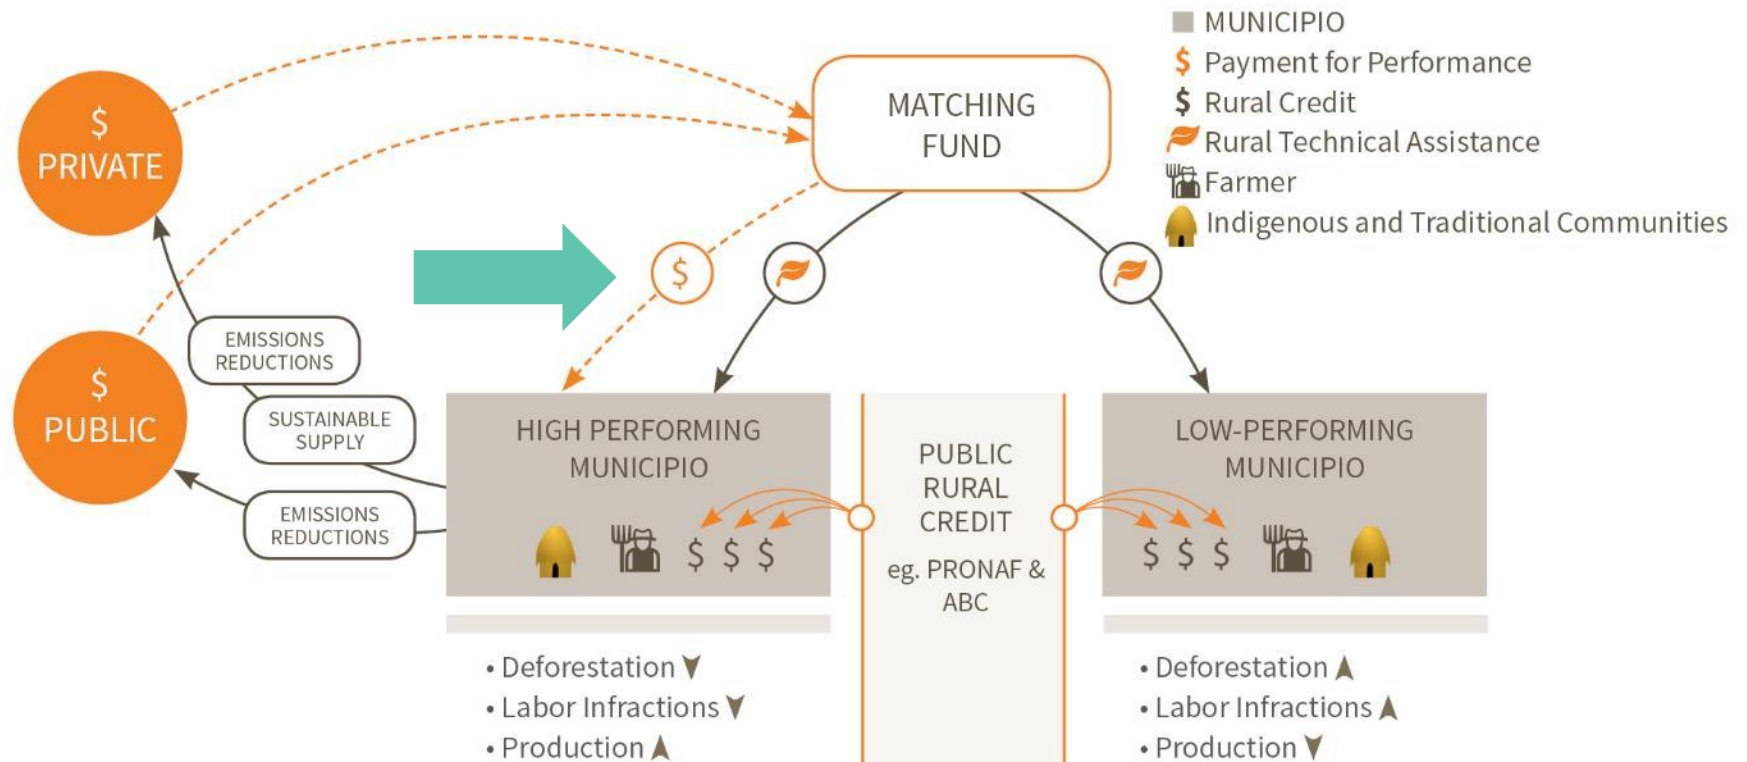 $
PRIVATE
$
PUBLIC
MATCHING
FUND
MUNICIPIO
$ Payment for Performance
$ Rural Credit
Rural Technical Assistance
Farmer
Indigenous and Traditional Communities
$
EMISSIONS
REDUCTIONS
SUSTAINABLE
SUPPLY
EMISSIONS
REDUCTIONS
HIGH PERFORMING
MUNICIPIO
$ $ $
PUBLIC
RURAL
CREDIT
eg. PRONAF &
ABC
LOW-PERFORMING
MUNICIPIO
$ $ $
• Deforestation
• Labor Infractions
• Production
• Deforestation
• Labor Infractions
• Production